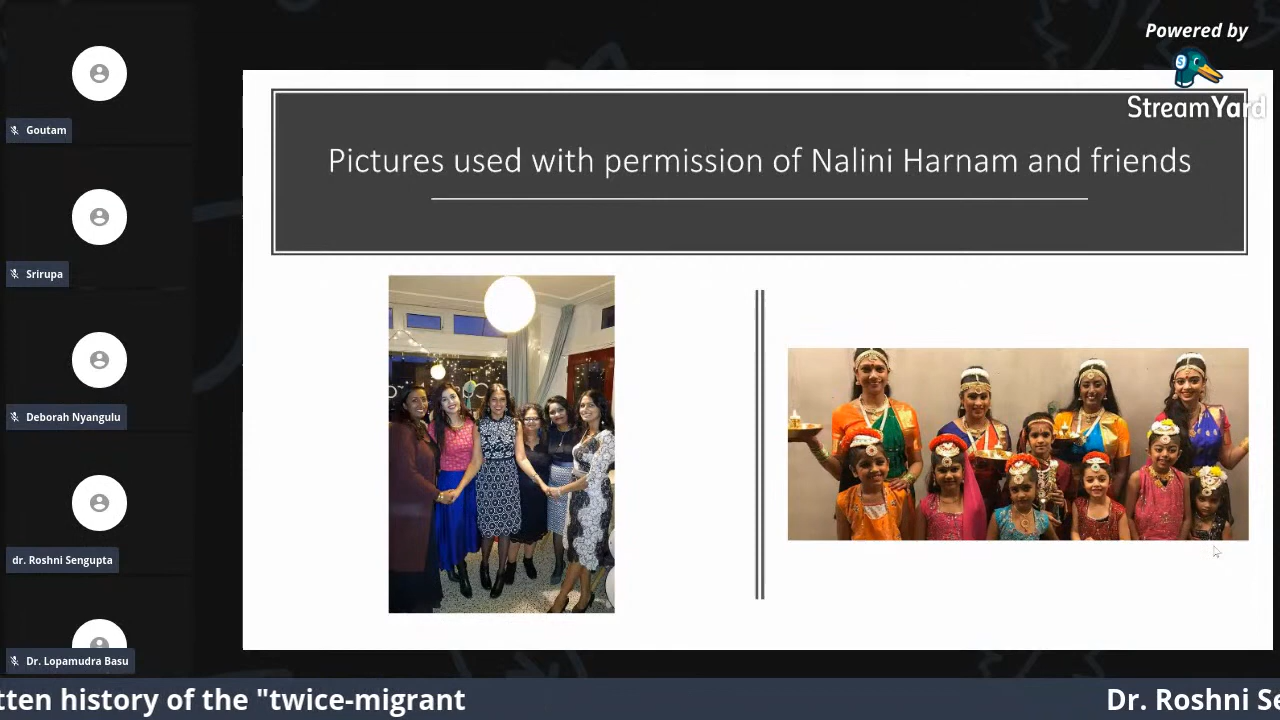 Powered by
StreamYard
Goutam
Srirupa
Deborah Nyangulu
dr. Roshni Sengupta
Dr. Lopamudra Basu
Pictures used with permission of Nalini Harnam and friends
tten history of the "twice-migrant
Dr. Roshni Se